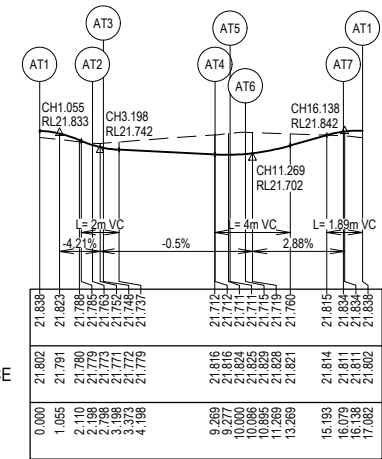 AT3
AT5
AT1
AT1
AT2
AT4
AT7
AT6
CH1.055
RL21.833
CH3.198
RL21.742
CH16.138
RL21.842
CH11.269
RL21.702
L= 2m VC
L= 4m VC
L= 1.89m VC
-4.21%
-0.5%
2.88%
21.838 21.823 21.788 21.785 21.763 21.752 21.748 21.737 21.712 21.712 21.711 21.711 21.715 21.719 21.760 21.815 21.834 21.834 21.838
21.802 21.791 21.780 21.779 21.773 21.771 21.772 21.779 21.816 21.816 21.824 21.825 21.829 21.828 21.821 21.814 21.811 21.811 21.802
0.000 1.055 2.110 2.198 2.798 3.198 3.373 4.198 9.269 9.277 10.000 10.086 10.895 11.269 13.269 15.193 16.079 16.138 17.082